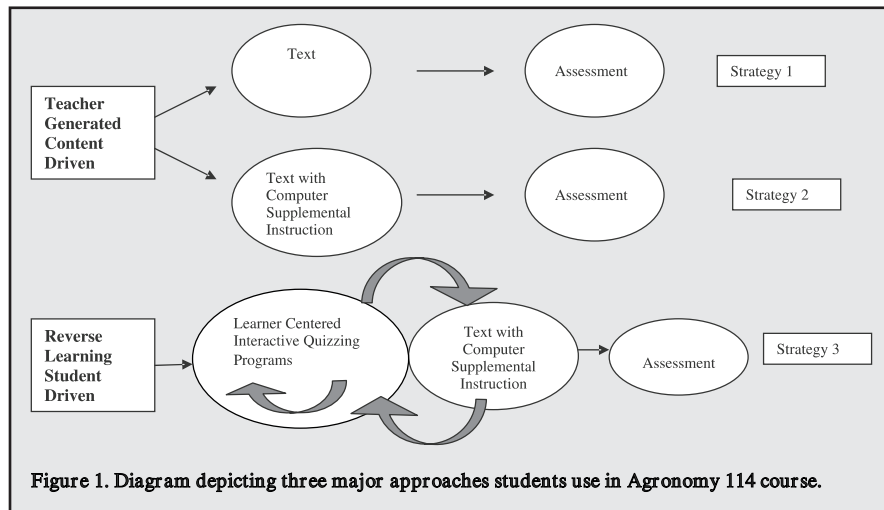 Text
Assessment
Strategy 1
Teacher
Generated
Content
Driven
Text with
Computer
Supplemental
Instruction
Assessment
Strategy 2
Reverse
Learning
Student
Driven
Learner Centered
Interactive Quizzing
Programs
Text with
Computer
Supplemental
Instruction
Assessment
Strategy 3
Figure 1. Diagram depicting three major approaches students use in Agronomy 114 course.